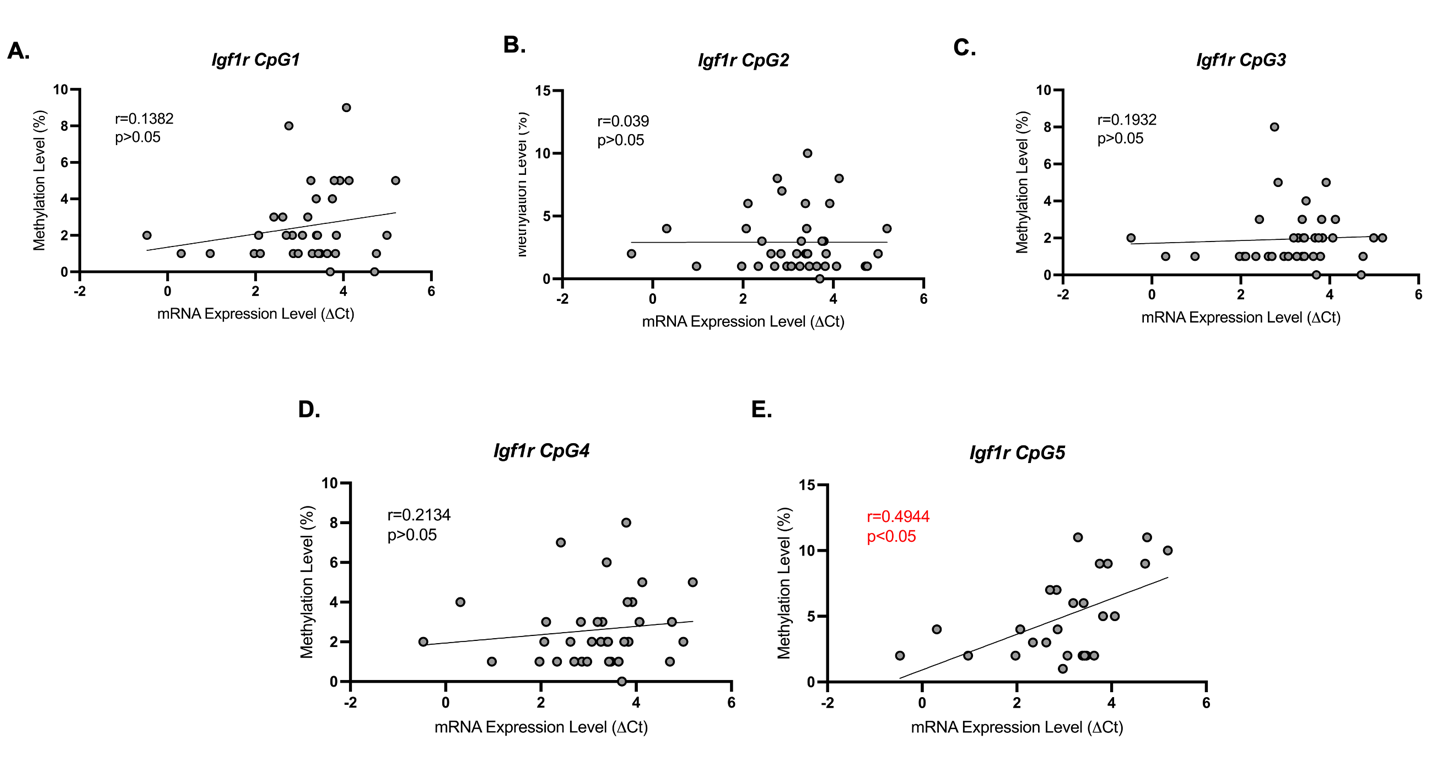 A.
Igf1r CpG1
r=0.1382
p>0.05
10
8
6
4
2
0
-2 0 2 4 6
Methylation Level (%)
mRNA Expression Level (ΔCt)
B.
Igf1r CpG2
r=0.039
p>0.05
15
10
5
0
-2 0 2 4 6
Methylation Level (%)
mRNA Expression Level (ΔCt)
C.
Igf1r CpG3
r=0.1932
p>0.05
10
8
6
4
2
0
-2 0 2 4 6
Methylation Level (%)
mRNA Expression Level (ΔCt)
D.
Igf1r CpG4
r=0.2134
p>0.05
10
8
6
4
2
0
-2 0 2 4 6
Methylation Level (%)
mRNA Expression Level (ΔCt)
E.
Igf1r CpG5
r=0.4944
p<0.05
15
10
5
0
-2 0 2 4 6
Methylation Level (%)
mRNA Expression Level (ΔCt)